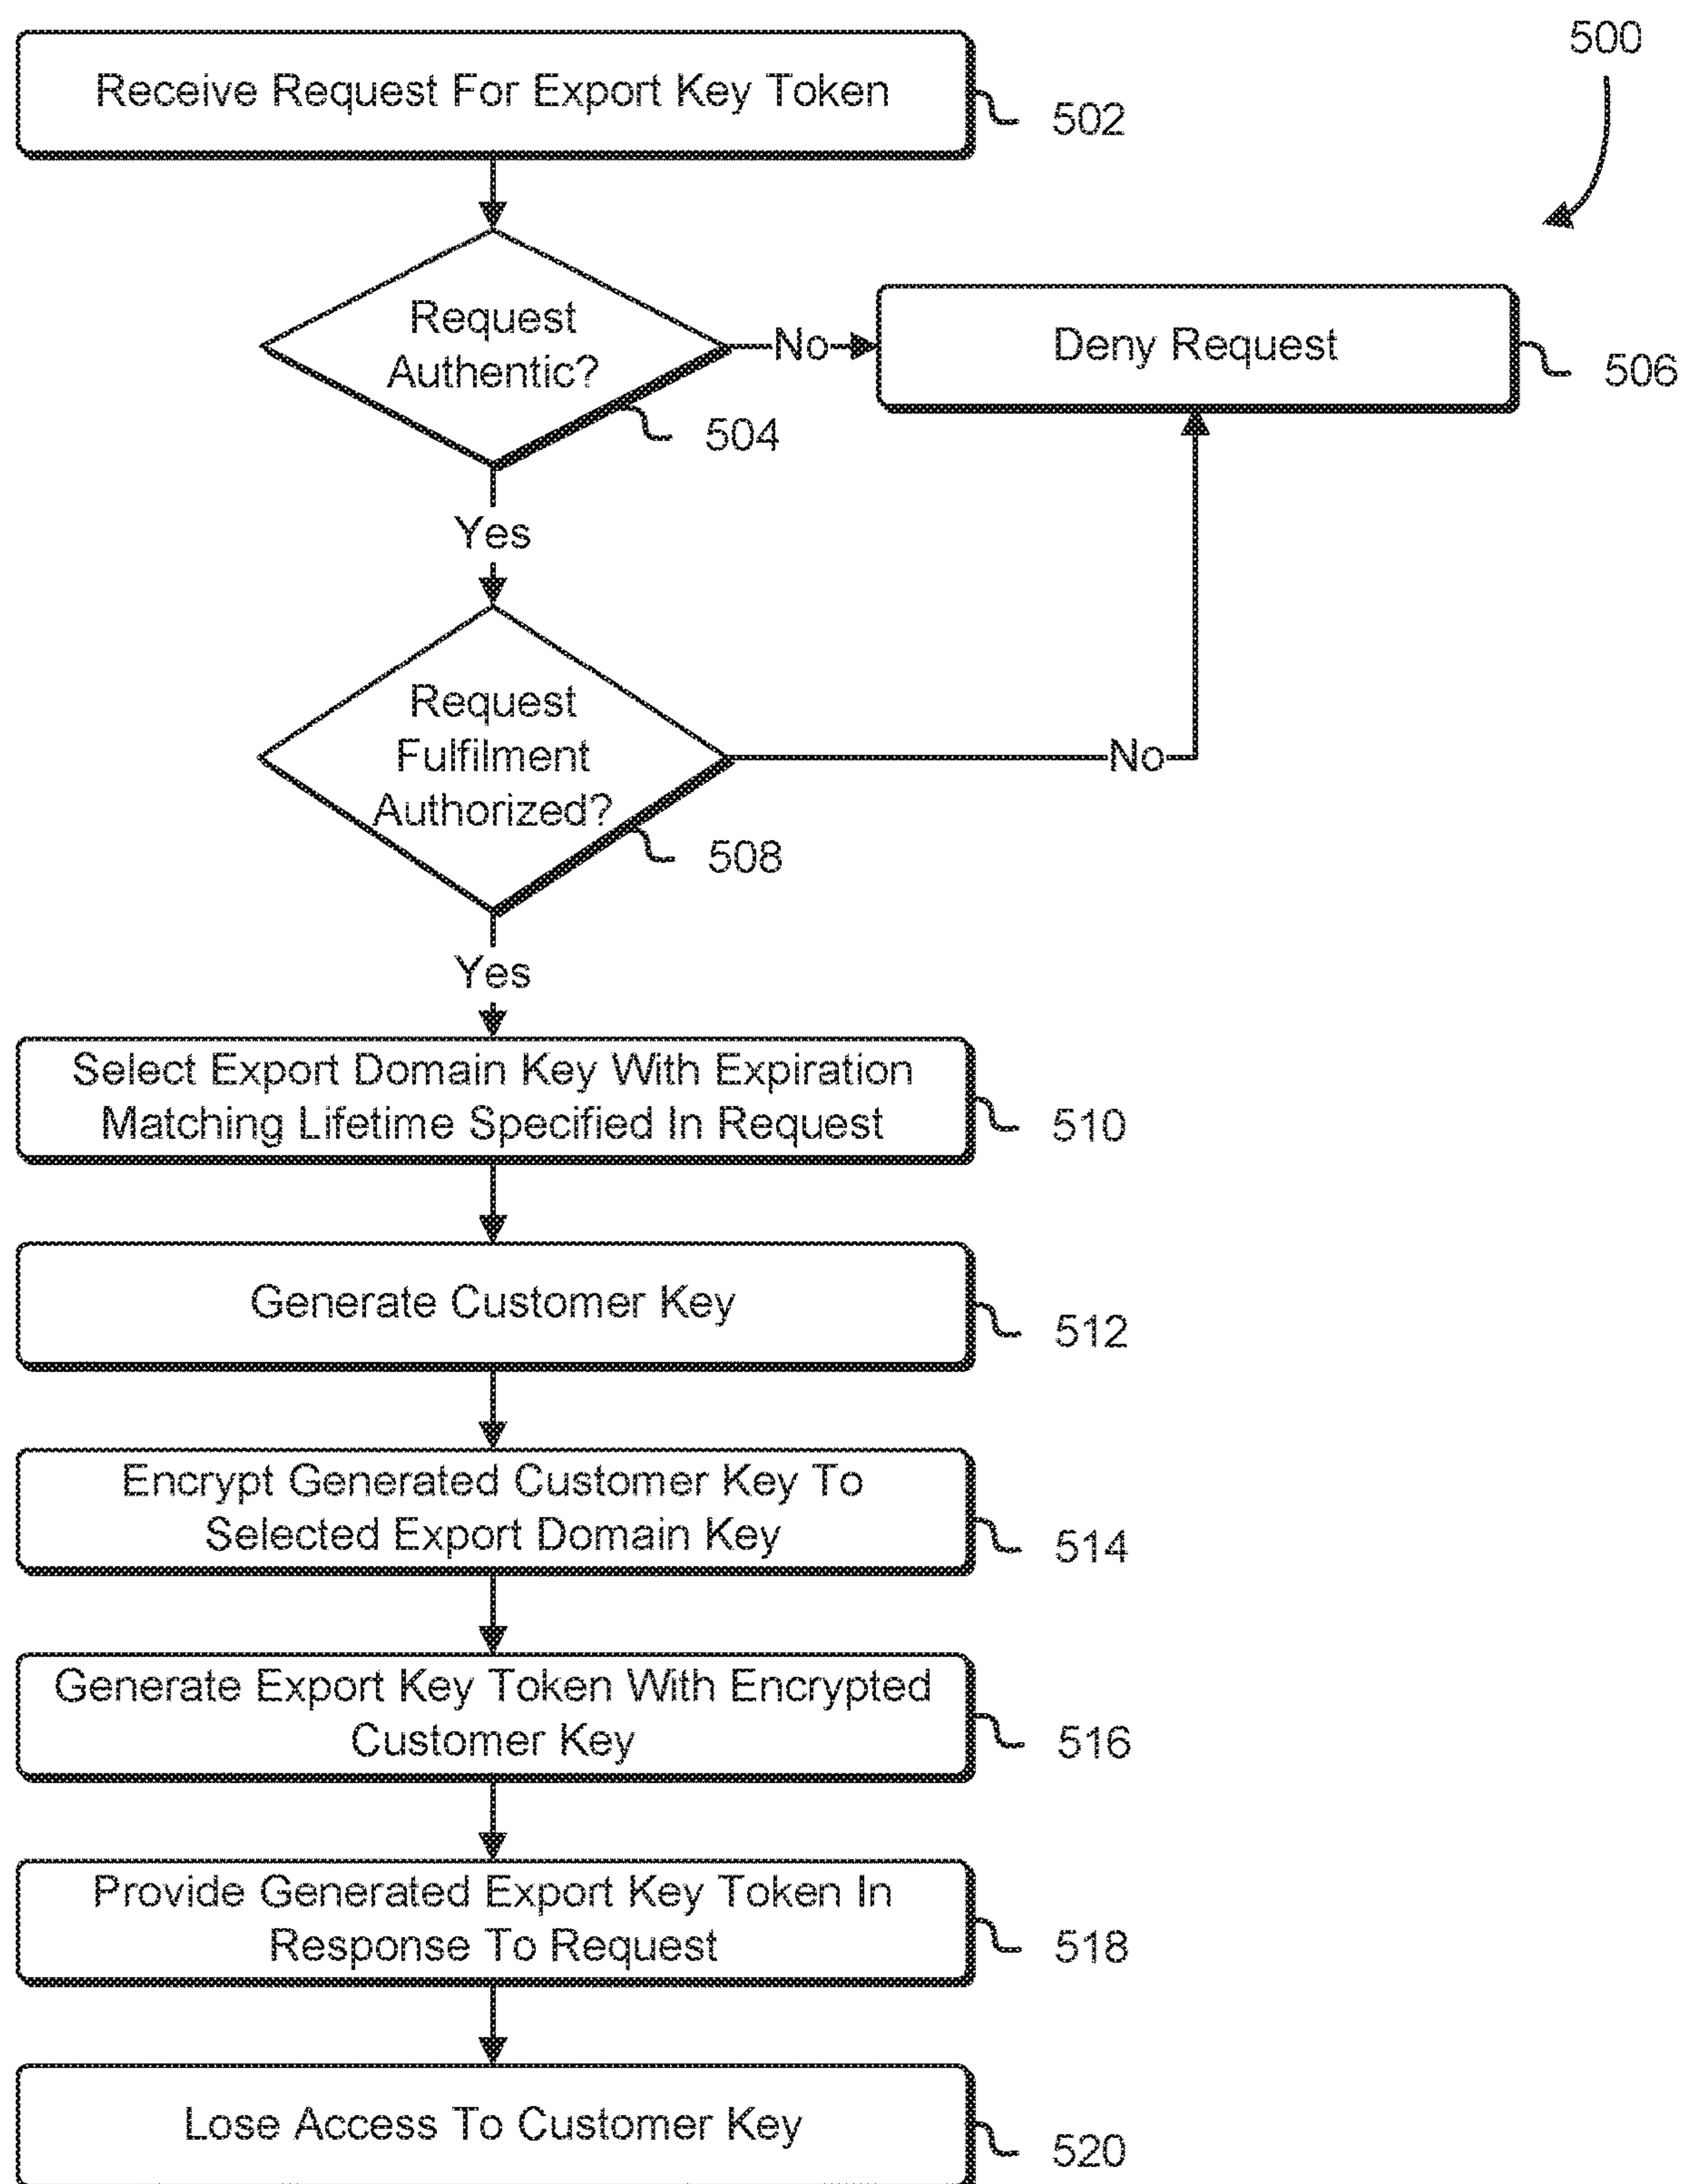 500
Receive Request For Export Key Token
502
Request
Authentic?
504
No
Deny Request
506
Yes
Request
Fulfilment
Authorized?
508
No
Yes
Select Export Domain Key With Expiration
Matching Lifetime Specified In Request
510
Generate Customer Key
512
Encrypt Generated Customer Key To
Selected Export Domain Key
514
Generate Export Key Token With Encrypted
Customer Key
516
Provide Generated Export Key Token In
Response To Request
518
Lose Access To Customer Key
520